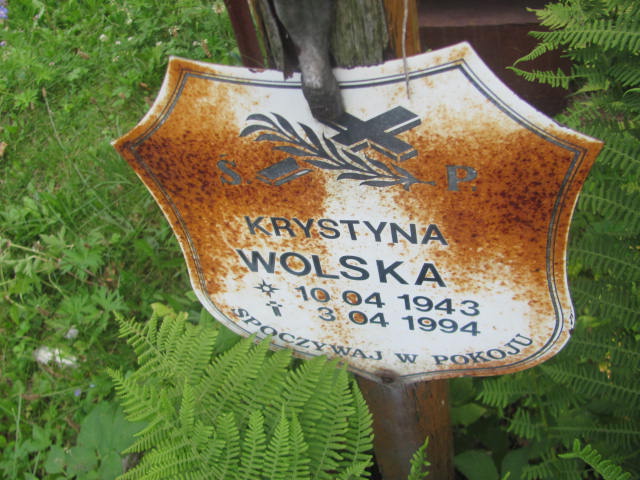 Ś. P.
KRYSTYNA
WOLSKA
10 04 1943
3 04 1994
SPOCZYWAJ W POKOJU